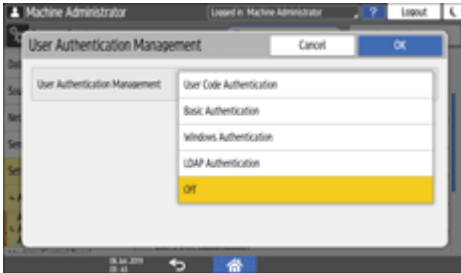 Machine Administrator
Logged in Machine Administrator
?
Logout
User Authentication Management
Cancel
OK
User Authentication Management
User Code Authentication
Basic Authentication
Windows Authentication
LDAP Authentication
Off